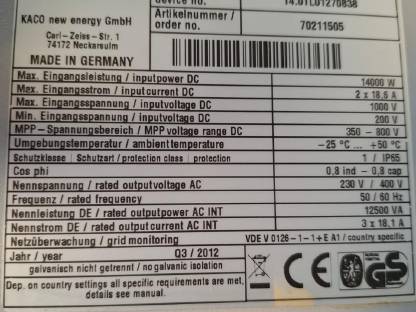 device no. 14.01L01270838
KACO new energy GmbH
Carl-Zeiss-Str. 1
74172 Neckarsulm
MADE IN GERMANY
Artikelnummer /
order no. 70211505
Max. Eingangsleistung / inputpower DC 14000 W
Max. Eingangsstrom / input current DC 2 x 18.6 A
Max. Eingangsspannung / inputvoltage DC 1000 V
Min. Eingangsspannung / inputvoltage DC 200 V
MPP-Spannungsbereich / MPP voltage range DC 350 - 800 V
Umgebungstemperatur / ambient temperature -25 °C ... +50 °C
Schutzklasse | Schutzart / protection class | protection 1 / IP65
Cos phi 0,8 ind - 0,8 cap
Nennspannung / rated outputvoltage AC 230 V / 400 V
Frequenz / rated frequency 50 / 60 Hz
Nennleistung DE / rated outputpower AC INT 12500 VA
Nennstrom DE / rated output current AC INT 3 x 18,1 A
Netzüberwachung / grid monitoring VDE V 0126-1-1+E A1 / country specific
Jahr / year Q3 / 2012
galvanisch nicht getrennt / no galvanic isolation
Dep. on country settings all specific requirements are met,
details see manual.
CE
GS